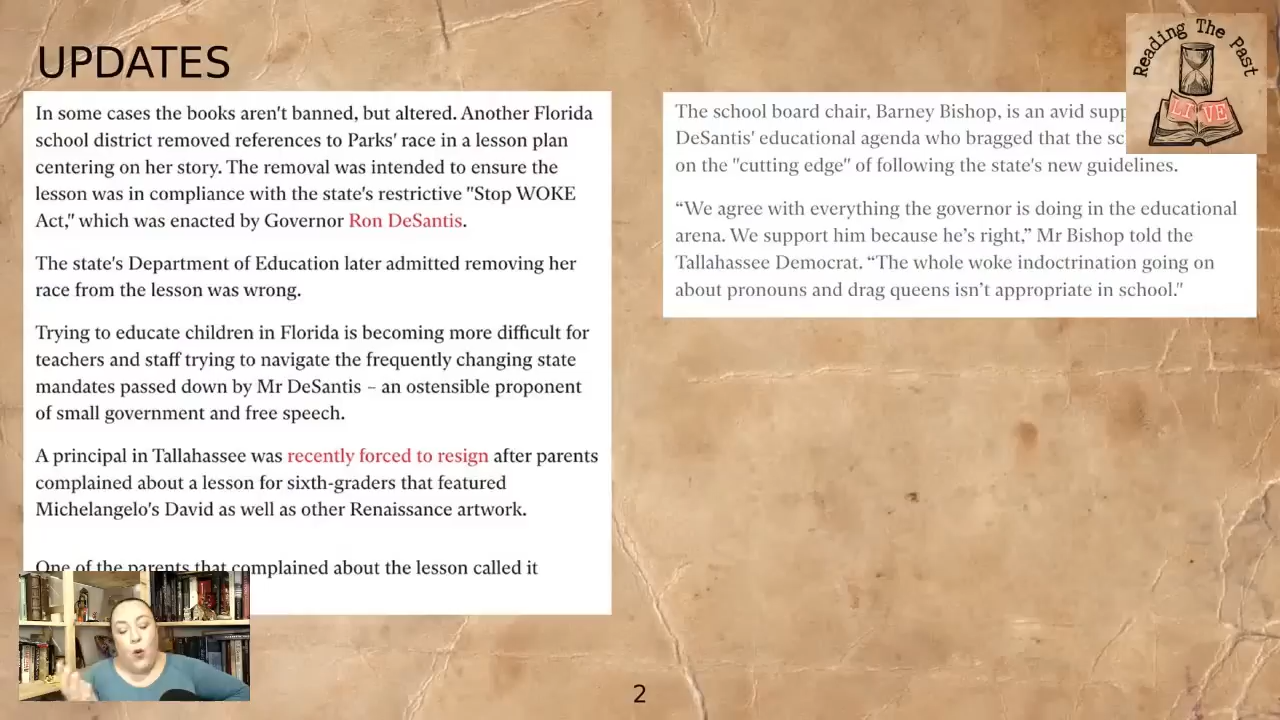 UPDATES
In some cases the books aren't banned, but altered. Another Florida
school district removed references to Parks' race in a lesson plan
centering on her story. The removal was intended to ensure the
lesson was in compliance with the state's restrictive "Stop WOKE
Act," which was enacted by Governor Ron DeSantis.
The state's Department of Education later admitted removing her
race from the lesson was wrong.
Trying to educate children in Florida is becoming more difficult for
teachers and staff trying to navigate the frequently changing state
mandates passed down by Mr DeSantis – an ostensible proponent
of small government and free speech.
A principal in Tallahassee was recently forced to resign after parents
complained about a lesson for sixth-graders that featured
Michelangelo's David as well as other Renaissance artwork.
One of the parents that complained about the lesson called it
The school board chair, Barney Bishop, is an avid
DeSantis' educational agenda who bragged that the
on the "cutting edge" of following the state's new guidelines.
“We agree with everything the governor is doing in the educational
arena. We support him because he’s right,” Mr Bishop told the
Tallahassee Democrat. “The whole woke indoctrination going on
about pronouns and drag queens isn’t appropriate in school."
Reading The Past
LIVE
2